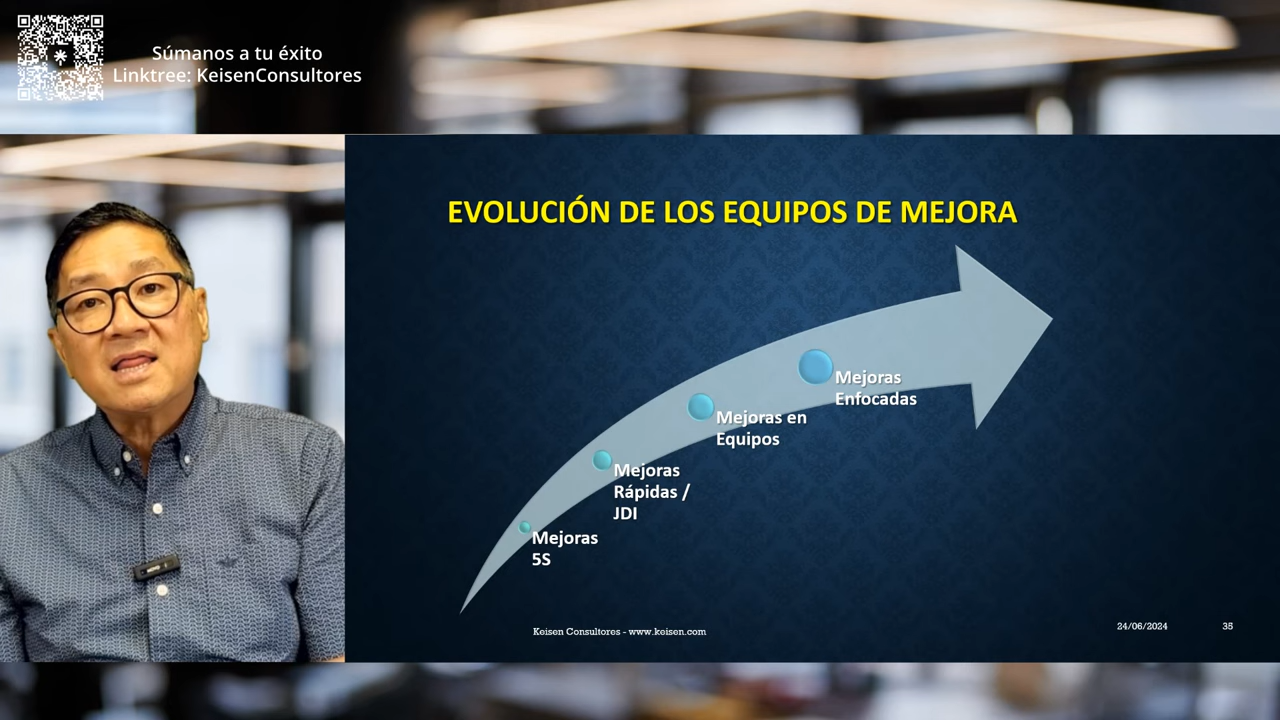 Súmanos a tu éxito
Linktree: KeisenConsultores
EVOLUCIÓN DE LOS EQUIPOS DE MEJORA
Mejoras
Enfocadas
Mejoras en
Equipos
Mejoras
Rápidas /
JDI
Mejoras
5S
Keisen Consultores - www.keisen.com
24/06/2024
35